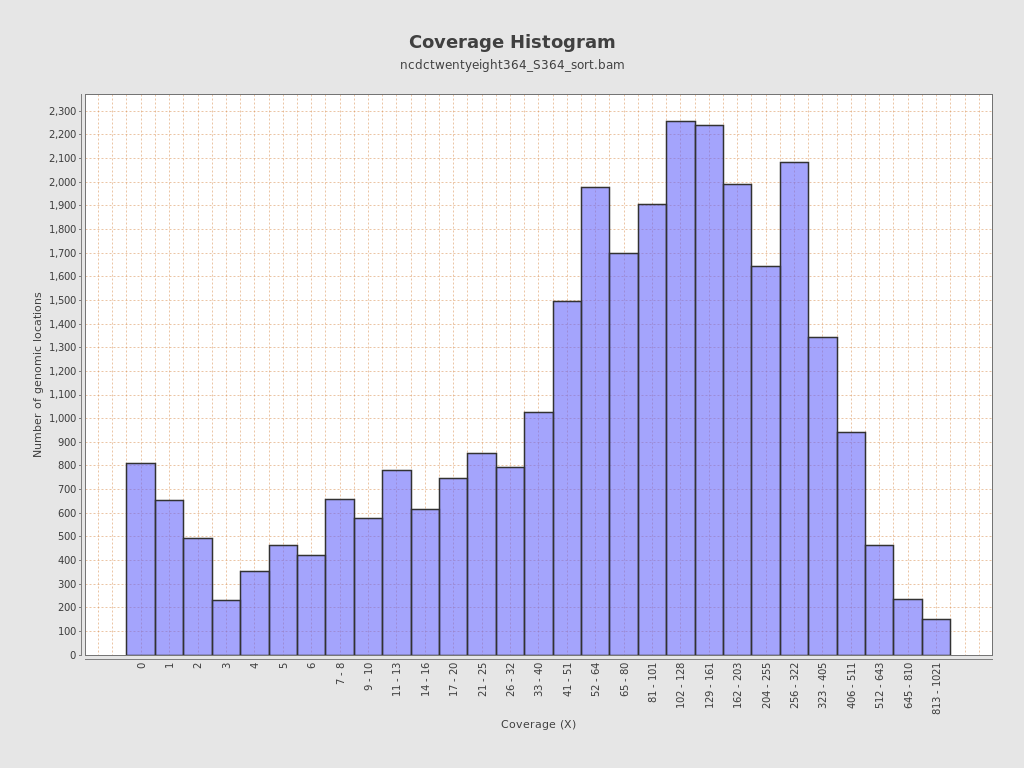 Coverage Histogram
ncdctwentyeight364_S364_sort.bam
Number of genomic locations
2,300
2,200
2,100
2,000
1,900
1,800
1,700
1,600
1,500
1,400
1,300
1,200
1,100
1,000
900
800
700
600
500
400
300
200
100
0
0
1
2
3
4
5
6
7 - 8
9 - 10
11 - 13
14 - 16
17 - 20
21 - 25
26 - 32
33 - 40
41 - 51
52 - 64
65 - 80
81 - 101
102 - 128
129 - 161
162 - 203
204 - 255
256 - 322
323 - 405
406 - 511
512 - 643
645 - 810
813 - 1021
Coverage (X)